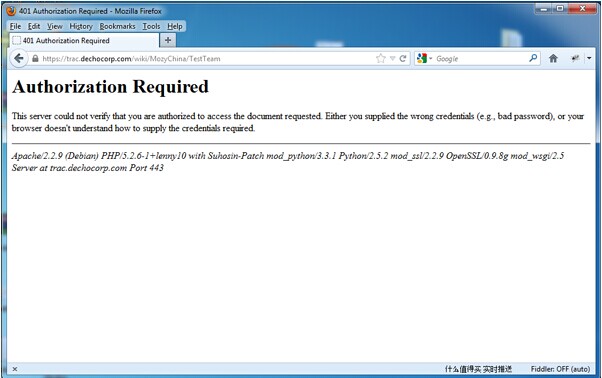 401 Authorization Required - Mozilla Firefox
File Edit View History Bookmarks Tools Help
401 Authorization Required
https://trac.dechocorp.com/wiki/MozyChina/TestTeam
Google
Authorization Required
This server could not verify that you are authorized to access the document requested. Either you supplied the wrong credentials (e.g., bad password), or your
browser doesn't understand how to supply the credentials required.
Apache/2.2.9 (Debian) PHP/5.2.6-1+lenny10 with Suhosin-Patch mod_python/3.3.1 Python/2.5.2 mod_ssl/2.2.9 OpenSSL/0.9.8g mod_wsgi/2.5
Server at trac.dechocorp.com Port 443
什么值得买 实时推送 Fiddler: OFF (auto)